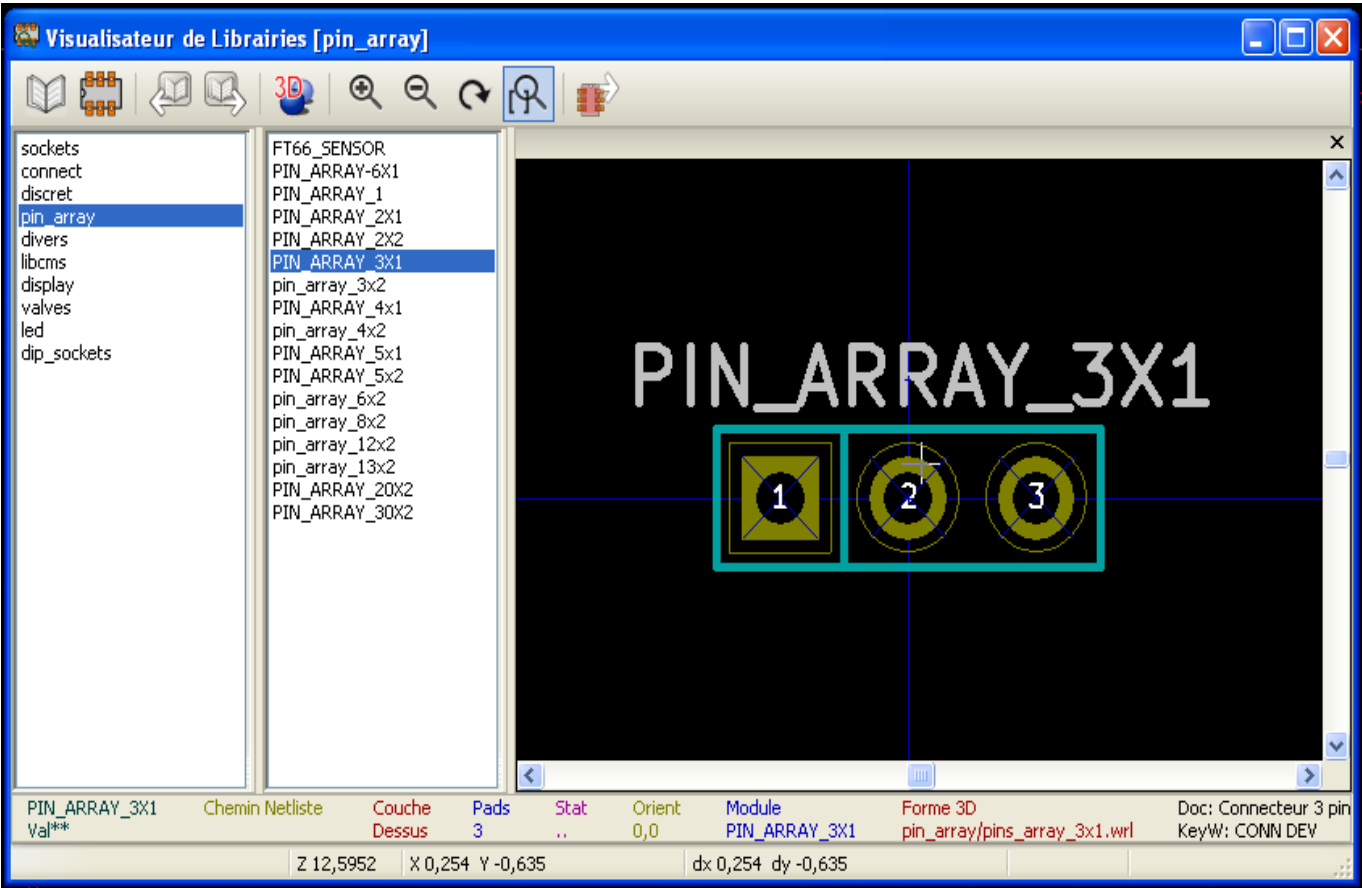 Visualisateur de Librairies [pin_array]
3D
sockets
connect
discret
pin_array
divers
libcms
display
valves
led
dip_sockets
FT66_SENSOR
PIN_ARRAY-6X1
PIN_ARRAY_1
PIN_ARRAY_2X1
PIN_ARRAY_2X2
PIN_ARRAY_3X1
pin_array_3x2
PIN_ARRAY_4x1
pin_array_4x2
PIN_ARRAY_5x1
PIN_ARRAY_5x2
pin_array_6x2
pin_array_8x2
pin_array_12x2
pin_array_13x2
PIN_ARRAY_20X2
PIN_ARRAY_30X2
PIN_ARRAY_3X1
1 2 3
PIN_ARRAY_3X1 Chemin Netliste Couche Pads Stat Orient Module Forme 3D Doc: Connecteur 3 pin
Val** Dessus 3 .. 0,0 PIN_ARRAY_3X1 pin_array/pins_array_3x1.wrl KeyW: CONN DEV
Z 12,5952 X 0,254 Y -0,635 dx 0,254 dy -0,635